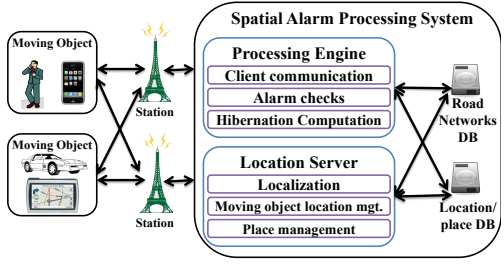 Spatial Alarm Processing System
Moving Object
Station
Processing Engine
Client communication
Alarm checks
Hibernation Computation
Road
Networks
DB
Moving Object
Station
Location Server
Localization
Moving object location mgt.
Place management
Location/
place DB